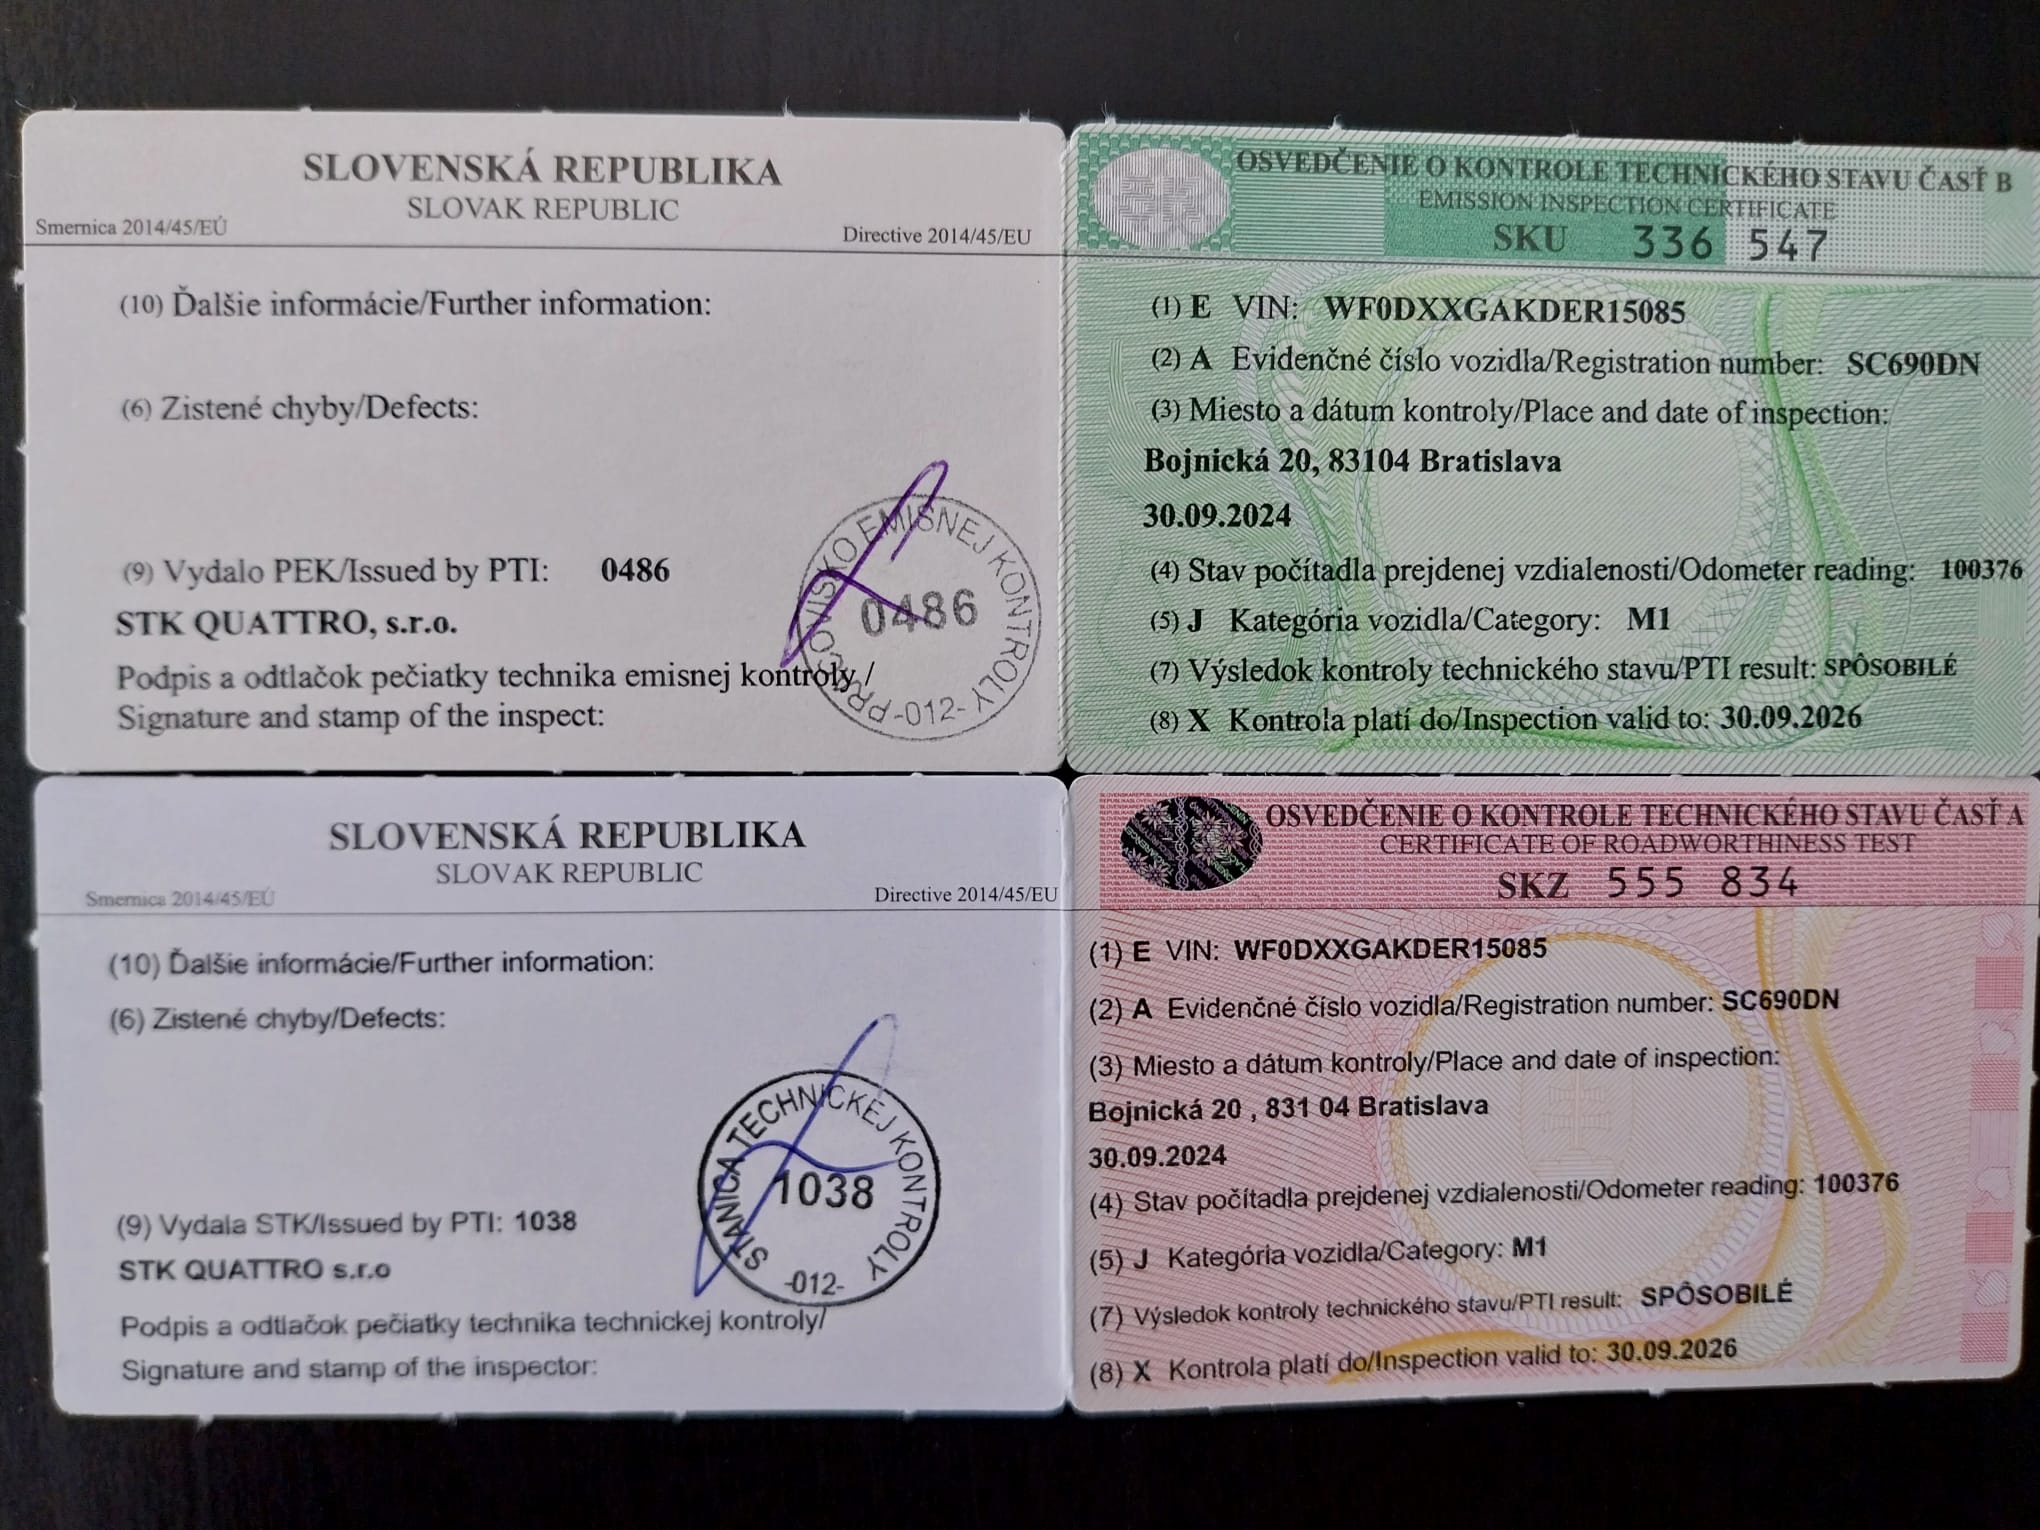 SLOVENSKÁ REPUBLIKA
SLOVAK REPUBLIC
Smernica 2014/45/EÚ
Directive 2014/45/EU
(10) Ďalšie informácie/Further information:
(6) Zistené chyby/Defects:
(9) Vydalo PEK/Issued by PTI: 0486
STK QUATTRO, s.r.o.
Podpis a odtlačok pečiatky technika emisnej kontroly /
Signature and stamp of the inspect:
PRACOVISKO EMISNEJ KONTROLY
0486
-012-
OSVEDČENIE O KONTROLE TECHNICKÉHO STAVU ČASŤ B
EMISSION INSPECTION CERTIFICATE
SKU 336 547
(1) E VIN: WF0DXXGAKDER15085
(2) A Evidenčné číslo vozidla/Registration number: SC690DN
(3) Miesto a dátum kontroly/Place and date of inspection:
Bojnická 20, 83104 Bratislava
30.09.2024
(4) Stav počítadla prejdenej vzdialenosti/Odometer reading: 100376
(5) J Kategória vozidla/Category: M1
(7) Výsledok kontroly technického stavu/PTI result: SPÔSOBILÉ
(8) X Kontrola platí do/Inspection valid to: 30.09.2026
SLOVENSKÁ REPUBLIKA
SLOVAK REPUBLIC
Smernica 2014/45/EÚ
Directive 2014/45/EU
(10) Ďalšie informácie/Further information:
(6) Zistené chyby/Defects:
(9) Vydala STK/Issued by PTI: 1038
STK QUATTRO s.r.o
Podpis a odtlačok pečiatky technika technickej kontroly/
Signature and stamp of the inspector:
STANICA TECHNICKEJ KONTROLY
1038
-012-
OSVEDČENIE O KONTROLE TECHNICKÉHO STAVU ČASŤ A
CERTIFICATE OF ROADWORTHINESS TEST
SKZ 555 834
(1) E VIN: WF0DXXGAKDER15085
(2) A Evidenčné číslo vozidla/Registration number: SC690DN
(3) Miesto a dátum kontroly/Place and date of inspection:
Bojnická 20 , 831 04 Bratislava
30.09.2024
(4) Stav počítadla prejdenej vzdialenosti/Odometer reading: 100376
(5) J Kategória vozidla/Category: M1
(7) Výsledok kontroly technického stavu/PTI result: SPÔSOBILÉ
(8) X Kontrola platí do/Inspection valid to: 30.09.2026